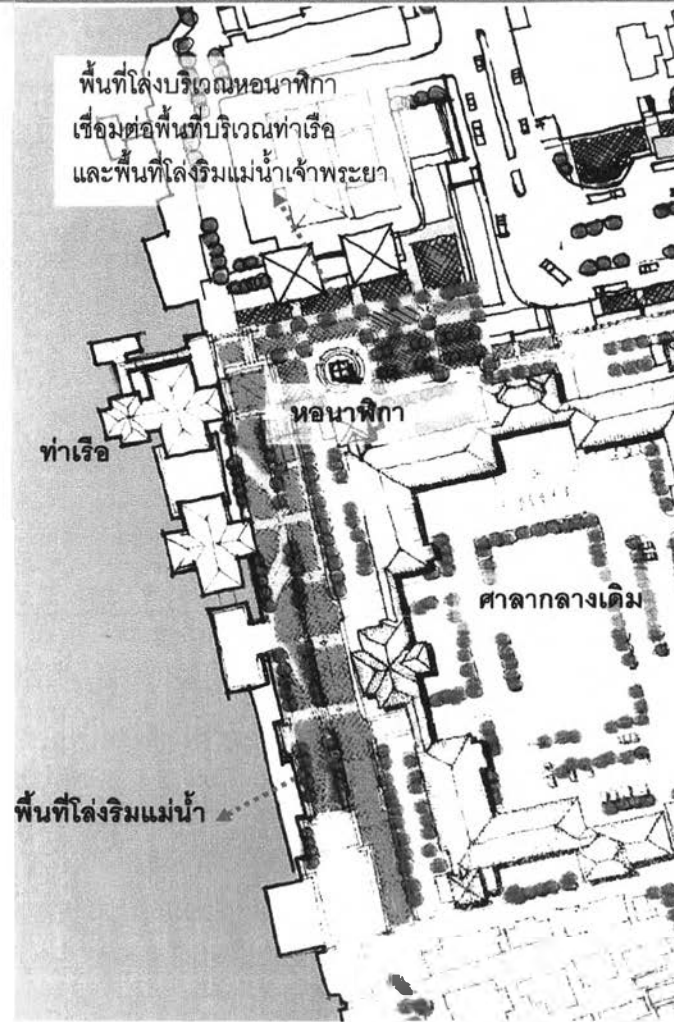 พื้นที่โล่งบริเวณหอนาฬิกา
เชื่อมต่อพื้นที่บริเวณท่าเรือ
และพื้นที่โล่งริมแม่น้ำเจ้าพระยา
หอนาฬิกา
ท่าเรือ
ศาลากลางเดิม
พื้นที่โล่งริมแม่น้ำ